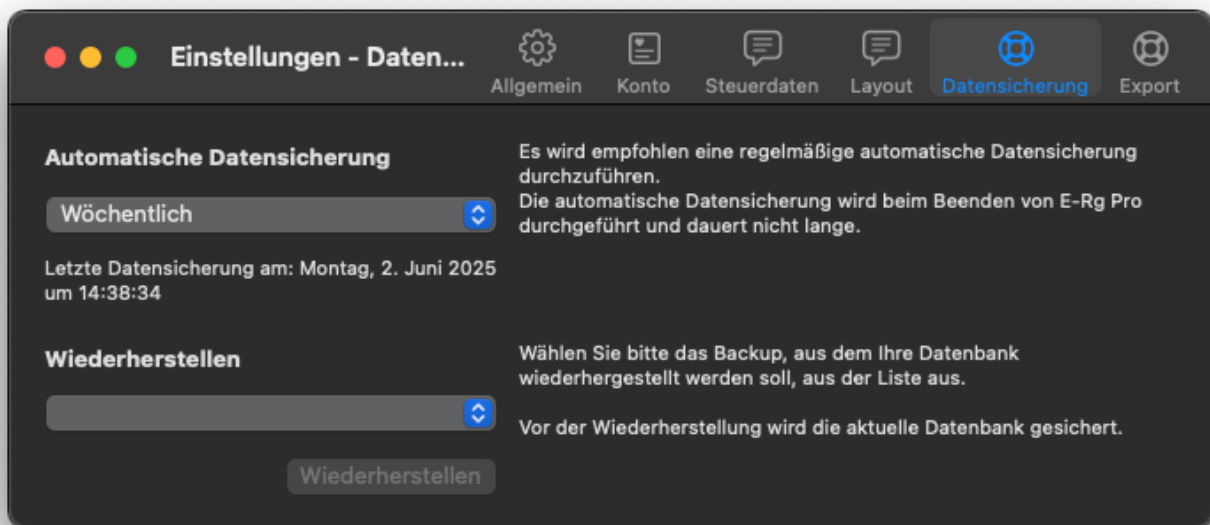 Einstellungen - Daten...
Allgemein
Konto
Steuerdaten
Layout
Datensicherung
Export
Automatische Datensicherung
Wöchentlich
Letzte Datensicherung am: Montag, 2. Juni 2025
um 14:38:34
Es wird empfohlen eine regelmäßige automatische Datensicherung
durchzuführen.
Die automatische Datensicherung wird beim Beenden von E-Rg Pro
durchgeführt und dauert nicht lange.
Wiederherstellen
Wählen Sie bitte das Backup, aus dem Ihre Datenbank
wiederhergestellt werden soll, aus der Liste aus.
Vor der Wiederherstellung wird die aktuelle Datenbank gesichert.
Wiederherstellen